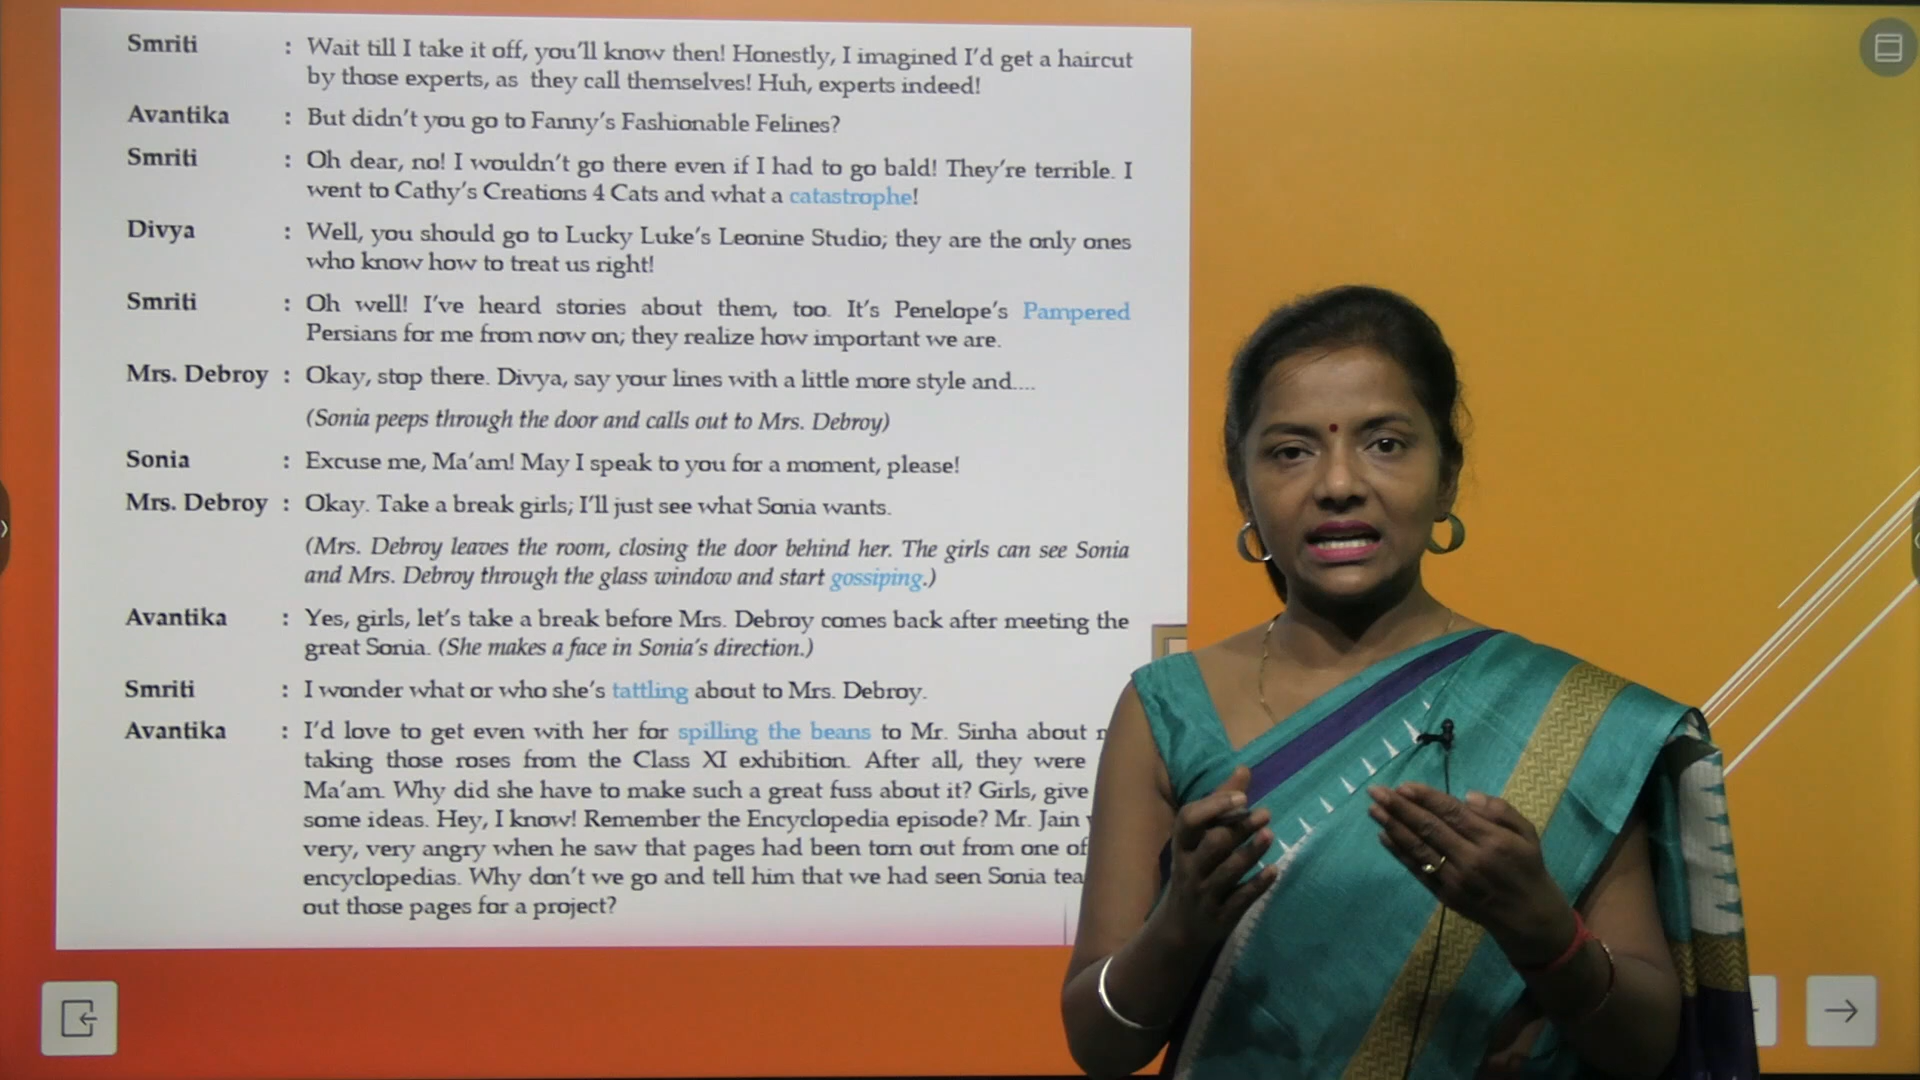 Smriti : Wait till I take it off, you'll know then! Honestly, I imagined I'd get a haircut
by those experts, as they call themselves! Huh, experts indeed!
Avantika : But didn't you go to Fanny's Fashionable Felines?
Smriti : Oh dear, no! I wouldn't go there even if I had to go bald! They're terrible. I
went to Cathy's Creations 4 Cats and what a catastrophe!
Divya : Well, you should go to Lucky Luke's Leonine Studio; they are the only ones
who know how to treat us right!
Smriti : Oh well! I've heard stories about them, too. It's Penelope's Pampered
Persians for me from now on; they realize how important we are.
Mrs. Debroy : Okay, stop there. Divya, say your lines with a little more style and....
(Sonia peeps through the door and calls out to Mrs. Debroy)
Sonia : Excuse me, Ma'am! May I speak to you for a moment, please!
Mrs. Debroy : Okay. Take a break girls; I'll just see what Sonia wants.
(Mrs. Debroy leaves the room, closing the door behind her. The girls can see Sonia
and Mrs. Debroy through the glass window and start gossiping.)
Avantika : Yes, girls, let's take a break before Mrs. Debroy comes back after meeting the
great Sonia. (She makes a face in Sonia's direction.)
Smriti : I wonder what or who she's tattling about to Mrs. Debroy.
Avantika : I'd love to get even with her for spilling the beans to Mr. Sinha about
taking those roses from the Class XI exhibition. After all, they were
Ma'am. Why did she have to make such a great fuss about it? Girls, give
some ideas. Hey, I know! Remember the Encyclopedia episode? Mr. Jain
very, very angry when he saw that pages had been torn out from one of
encyclopedias. Why don't we go and tell him that we had seen Sonia
out those pages for a project?